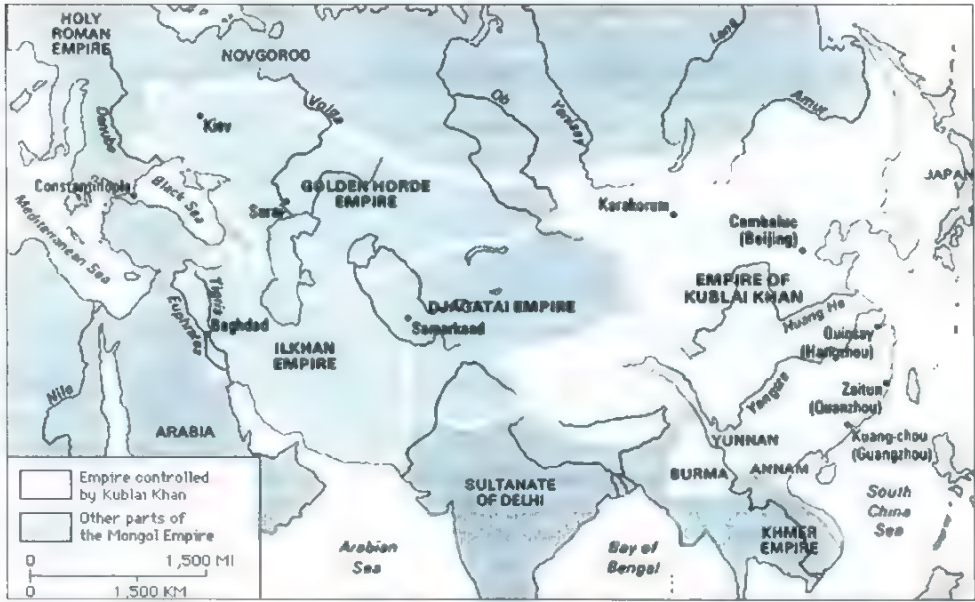 HOLY
ROMAN
EMPIRE
NOVGOROD
Lena
Ob
Yenisey
Amur
Volga
Danube
Kiev
JAPAN
Constantinople
Black Sea
GOLDEN HORDE
EMPIRE
Sarai
Karakorum
Cambaluc
(Beijing)
Mediterranean Sea
EMPIRE OF
KUBLAI KHAN
Tigris
Euphrates
Baghdad
DJAGATAI EMPIRE
Samarkand
Huang He
Quinsay
(Hangzhou)
ILKHAN
EMPIRE
Nile
Yangtze
Zaitun
(Quanzhou)
ARABIA
YUNNAN
Kuang-chou
(Guangzhou)
BURMA
ANNAM
SULTANATE
OF DELHI
South
China
Sea
KHMER
EMPIRE
Arabian
Sea
Bay of
Bengal
Empire controlled
by Kublai Khan
Other parts of
the Mongol Empire
0 1,500 MI
0 1,500 KM